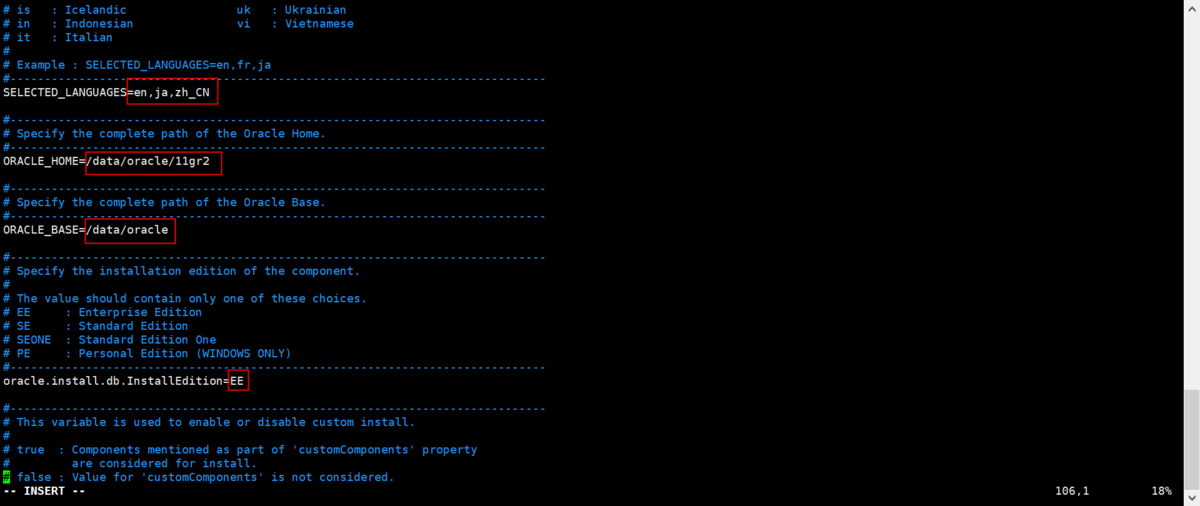 # is   : Icelandic                uk   : Ukrainian
# in   : Indonesian               vi   : Vietnamese
# it   : Italian
#
# Example : SELECTED_LANGUAGES=en,fr,ja
#------------------------------------------------------------------------------
SELECTED_LANGUAGES=en,ja,zh_CN
#------------------------------------------------------------------------------
# Specify the complete path of the Oracle Home.
#------------------------------------------------------------------------------
ORACLE_HOME=/data/oracle/11gr2
#------------------------------------------------------------------------------
# Specify the complete path of the Oracle Base.
#------------------------------------------------------------------------------
ORACLE_BASE=/data/oracle
#------------------------------------------------------------------------------
# Specify the installation edition of the component.
#
# The value should contain only one of these choices.
# EE     : Enterprise Edition
# SE     : Standard Edition
# SEONE  : Standard Edition One
# PE     : Personal Edition (WINDOWS ONLY)
#------------------------------------------------------------------------------
oracle.install.db.InstallEdition=EE
#------------------------------------------------------------------------------
# This variable is used to enable or disable custom install.
#
# true  : Components mentioned as part of 'customComponents' property
#         are considered for install.
# false : Value for 'customComponents' is not considered.
-- INSERT --                                                    106,1         18%